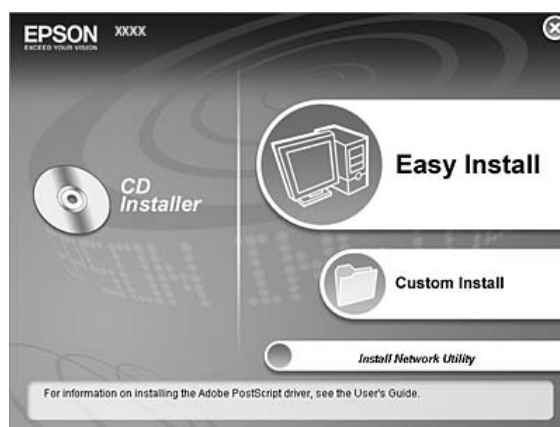 EPSON XXXX
EXCEED YOUR VISION
Easy Install
CD
Installer
Custom Install
Install Network Utility
For information on installing the Adobe PostScript driver, see the User's Guide.